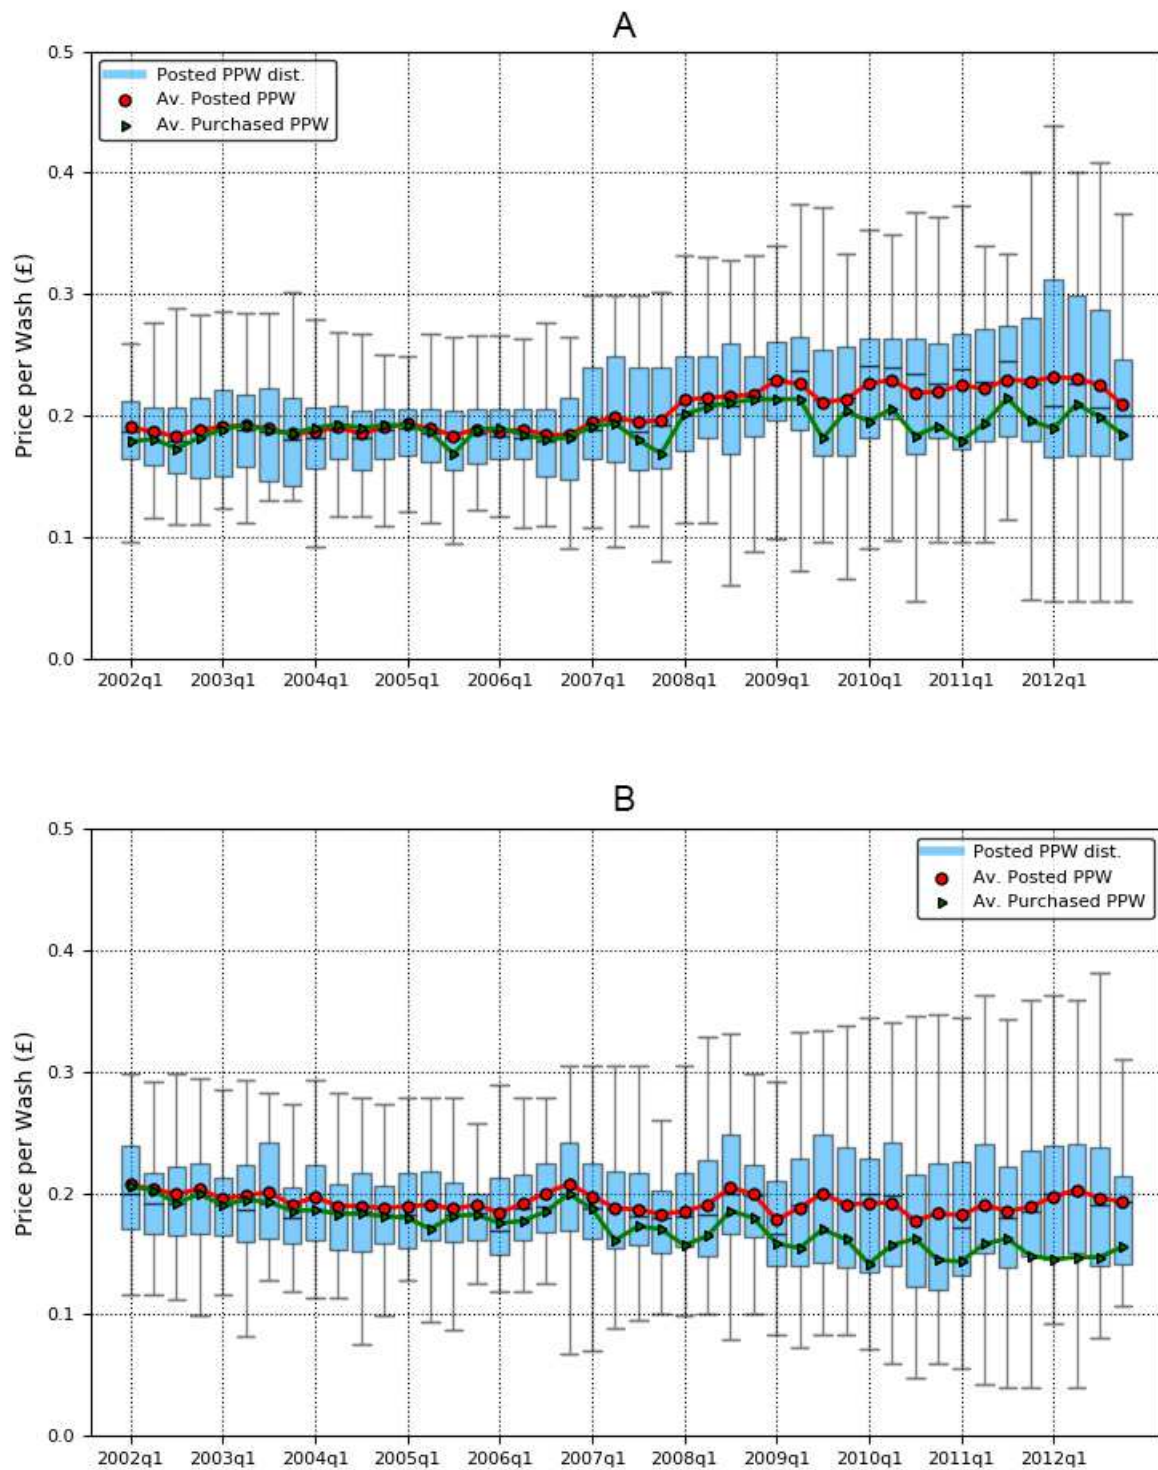 A
0.5
Posted PPW dist.
Av. Posted PPW
Av. Purchased PPW
0.4
0.3
0.2
0.1
0.0
Price per Wash (£)
2002q1 2003q1 2004q1 2005q1 2006q1 2007q1 2008q1 2009q1 2010q1 2011q1 2012q1
B
0.5
Posted PPW dist.
Av. Posted PPW
Av. Purchased PPW
0.4
0.3
0.2
0.1
0.0
Price per Wash (£)
2002q1 2003q1 2004q1 2005q1 2006q1 2007q1 2008q1 2009q1 2010q1 2011q1 2012q1